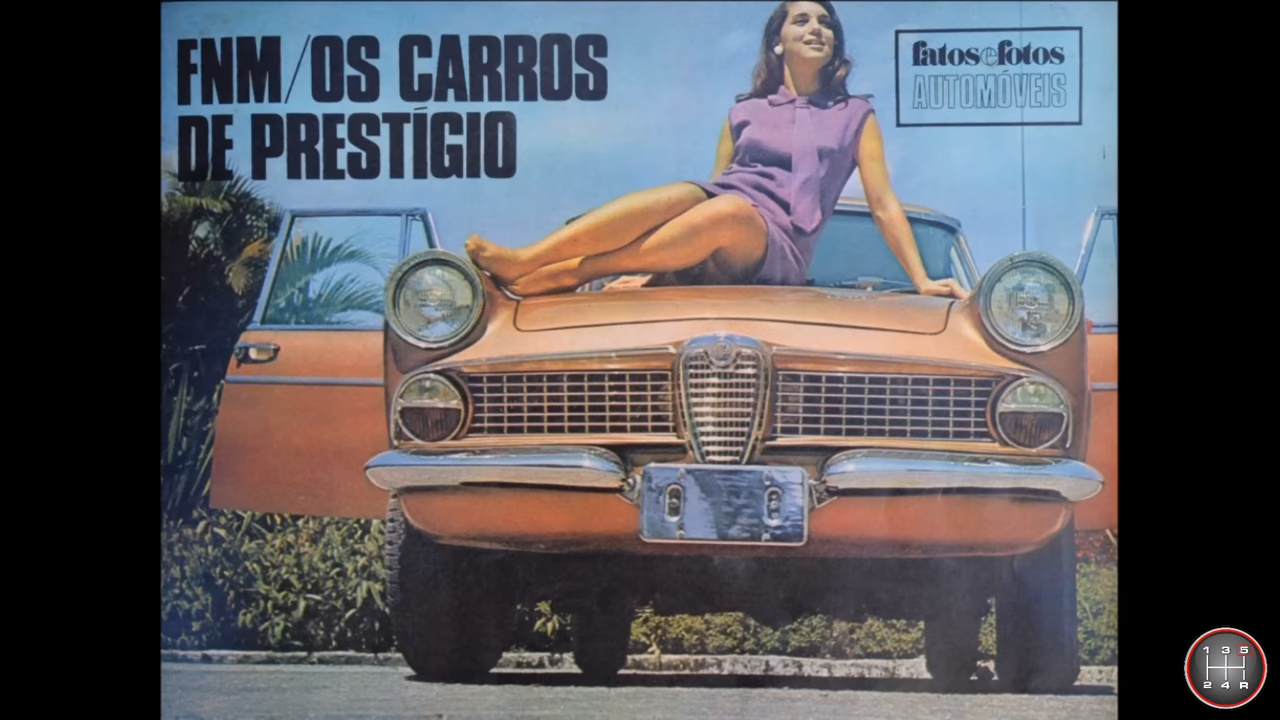 FNM/OS CARROS
DE PRESTÍGIO
fatosefotos
AUTOMÓVEIS
1 3 5
2 4 R